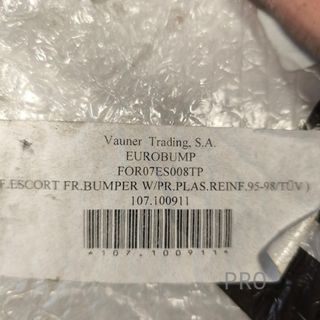 Vauner Trading, S.A.
EUROBUMP
FOR07ES008TP
F.ESCORT FR.BUMPER W/PR.PLAS.REINF.95-98/TÜV )
107.100911
*107.100911*
PRO